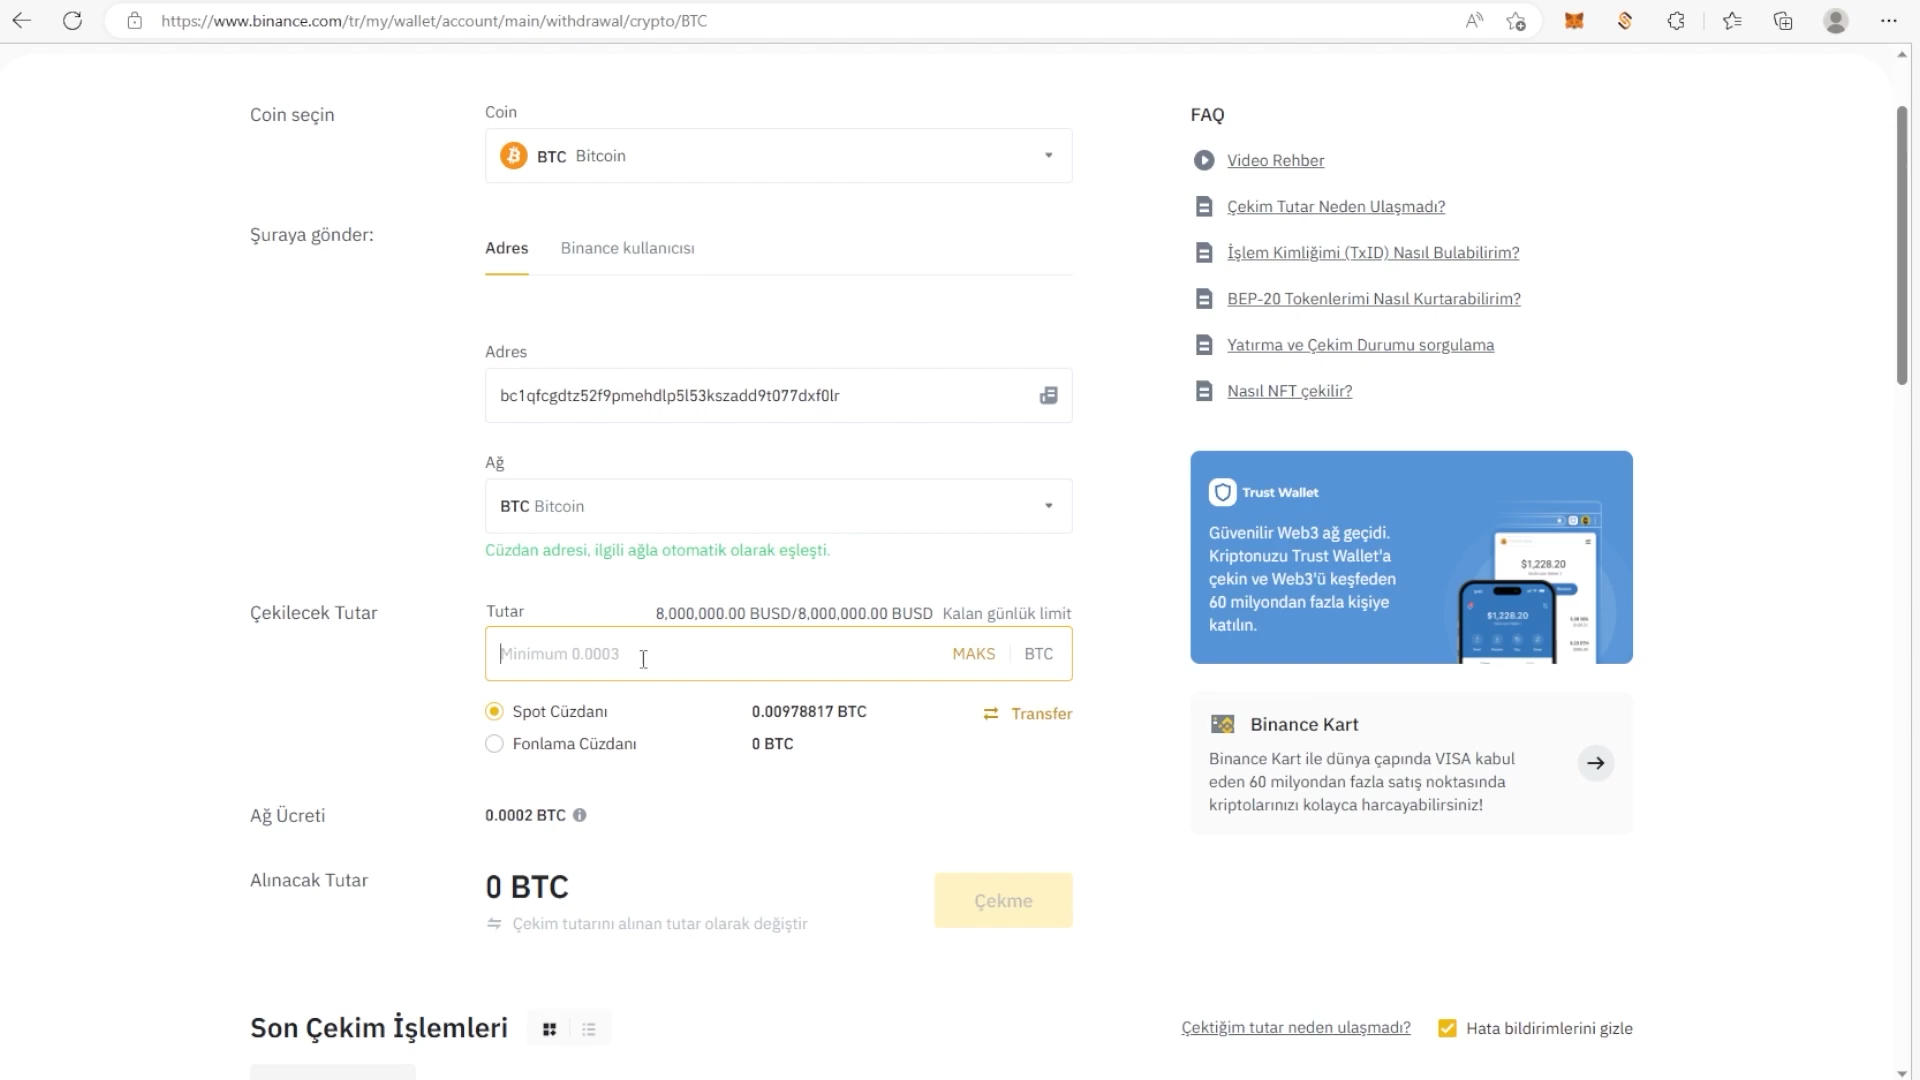 https://www.binance.com/tr/my/wallet/account/main/withdrawal/crypto/BTC
Coin seçin
Coin
BTC Bitcoin
Şuraya gönder:
Adres
Binance kullanıcısı
Adres
bc1qfcgdtz52f9pmehdlp5l53kszadd9t077dxf0lr
Ağ
BTC Bitcoin
Cüzdan adresi, ilgili ağla otomatik olarak eşleşti.
Çekilecek Tutar
Tutar
8,000,000.00 BUSD/8,000,000.00 BUSD Kalan günlük limit
Minimum 0.0003
MAKS
BTC
Spot Cüzdanı
0.00978817 BTC
Transfer
Fonlama Cüzdanı
0 BTC
Ağ Ücreti
0.0002 BTC
Alınacak Tutar
0 BTC
Çekim tutarını alınan tutar olarak değiştir
Çekme
FAQ
Video Rehber
Çekim Tutar Neden Ulaşmadı?
İşlem Kimliğimi (TxID) Nasıl Bulabilirim?
BEP-20 Tokenlerimi Nasıl Kurtarabilirim?
Yatırma ve Çekim Durumu sorgulama
Nasıl NFT çekilir?
Trust Wallet
Güvenilir Web3 ağ geçidi.
Kriptonuzu Trust Wallet'a
çekin ve Web3'ü keşfeden
60 milyondan fazla kişiye
katılın.
$1,228.20
$1,228.20
Binance Kart
Binance Kart ile dünya çapında VISA kabul
eden 60 milyondan fazla satış noktasında
kriptolarınızı kolayca harcayabilirsiniz!
Son Çekim İşlemleri
Çektiğim tutar neden ulaşmadı?
Hata bildirimlerini gizle